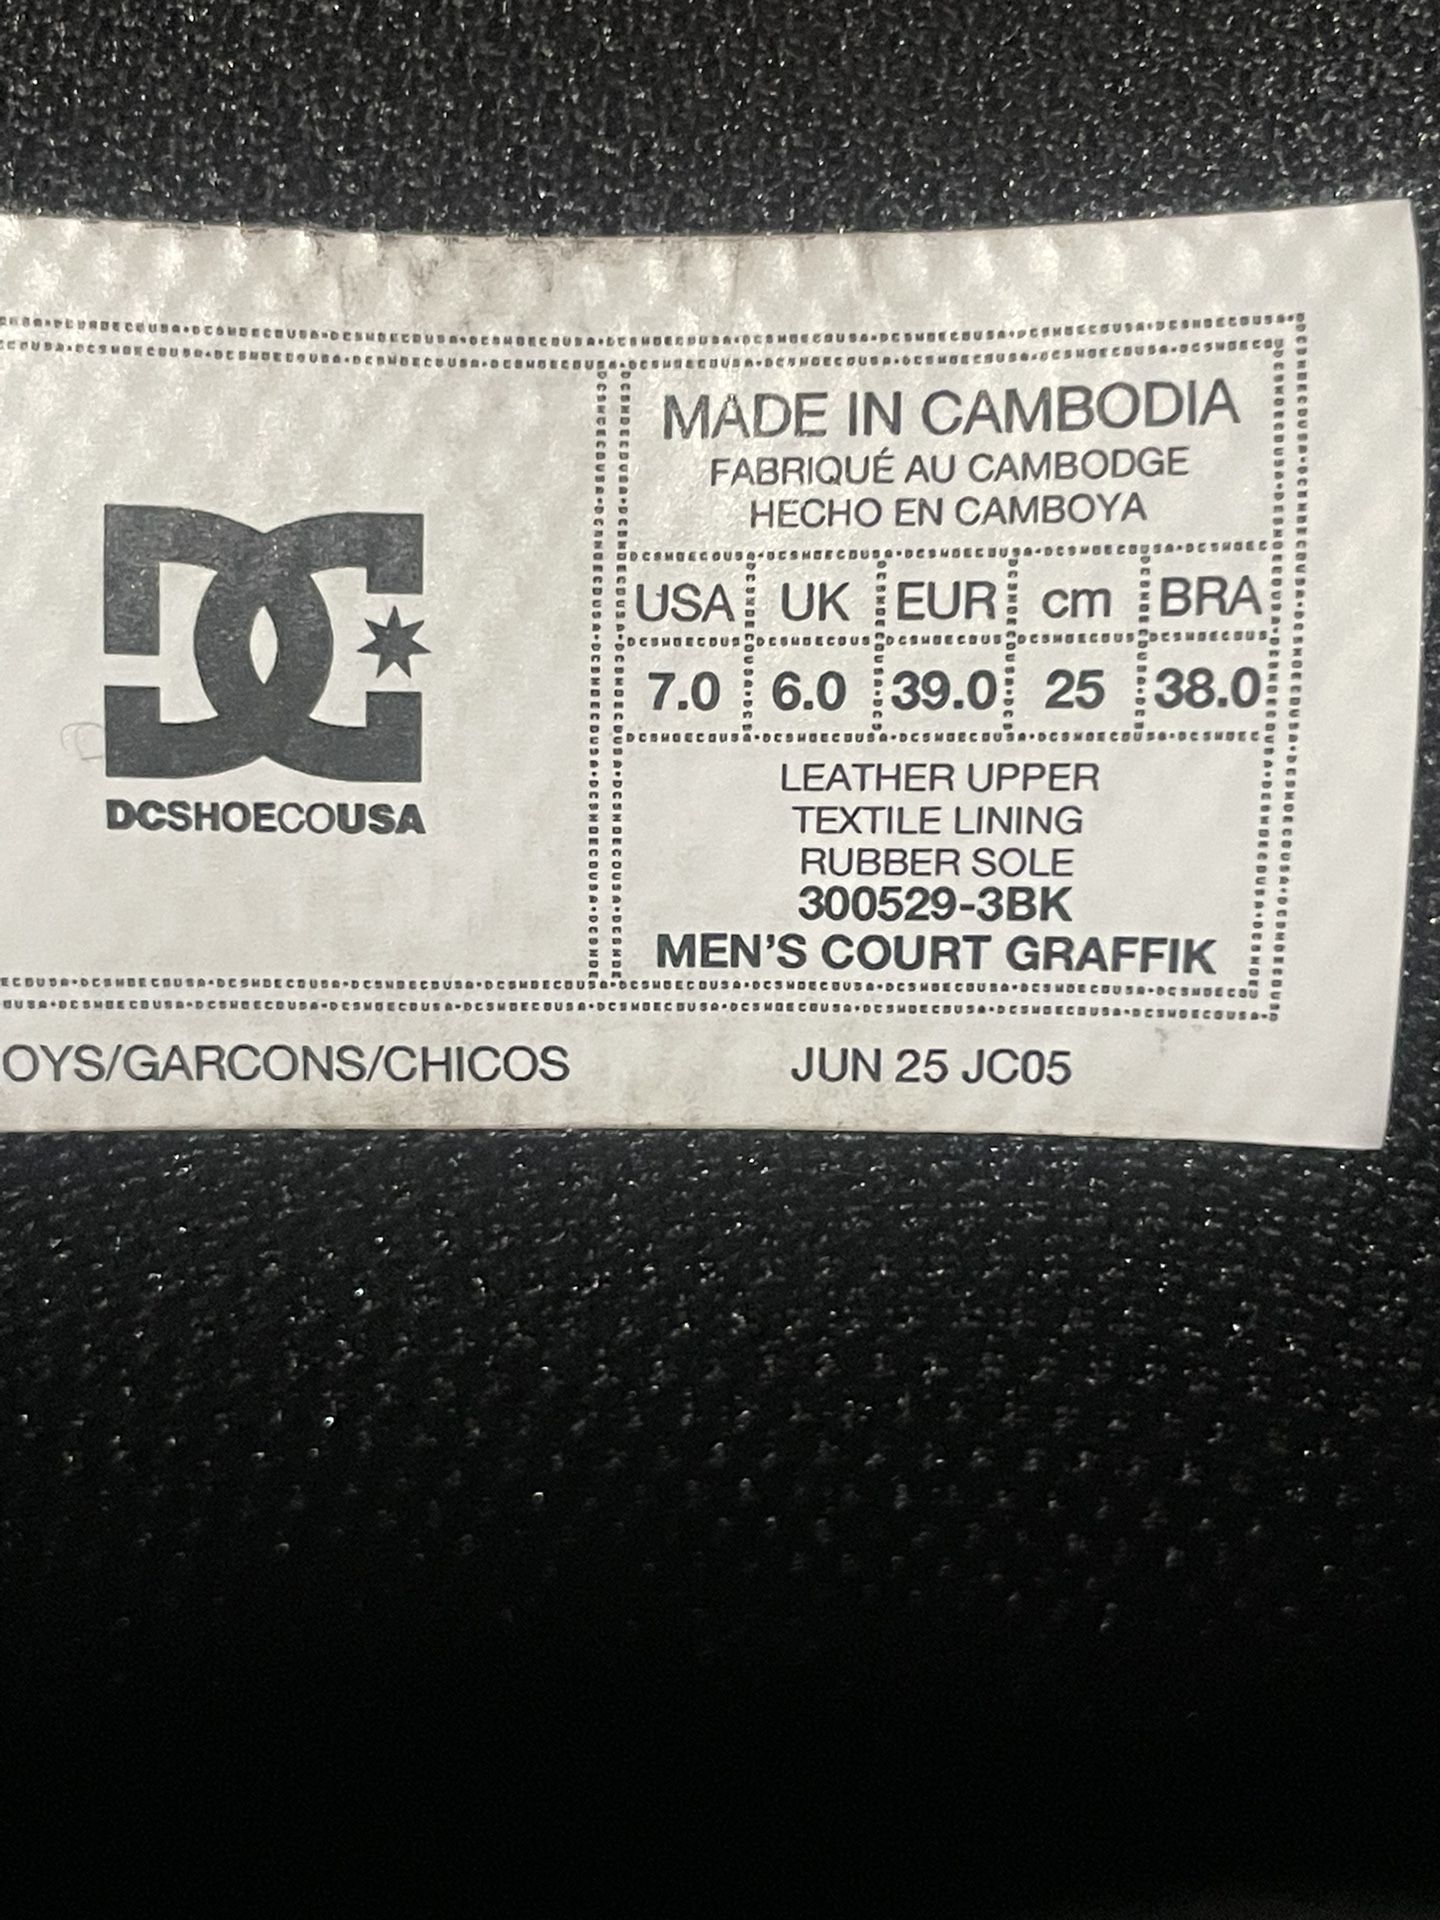 MADE IN CAMBODIA
FABRIQUÉ AU CAMBODGE
HECHO EN CAMBOYA
USA UK EUR cm BRA
7.0 6.0 39.0 25 38.0
LEATHER UPPER
TEXTILE LINING
RUBBER SOLE
300529-3BK
MEN'S COURT GRAFFIK
DC
DCSHOECOUSA
OYS/GARCONS/CHICOS
JUN 25 JC05